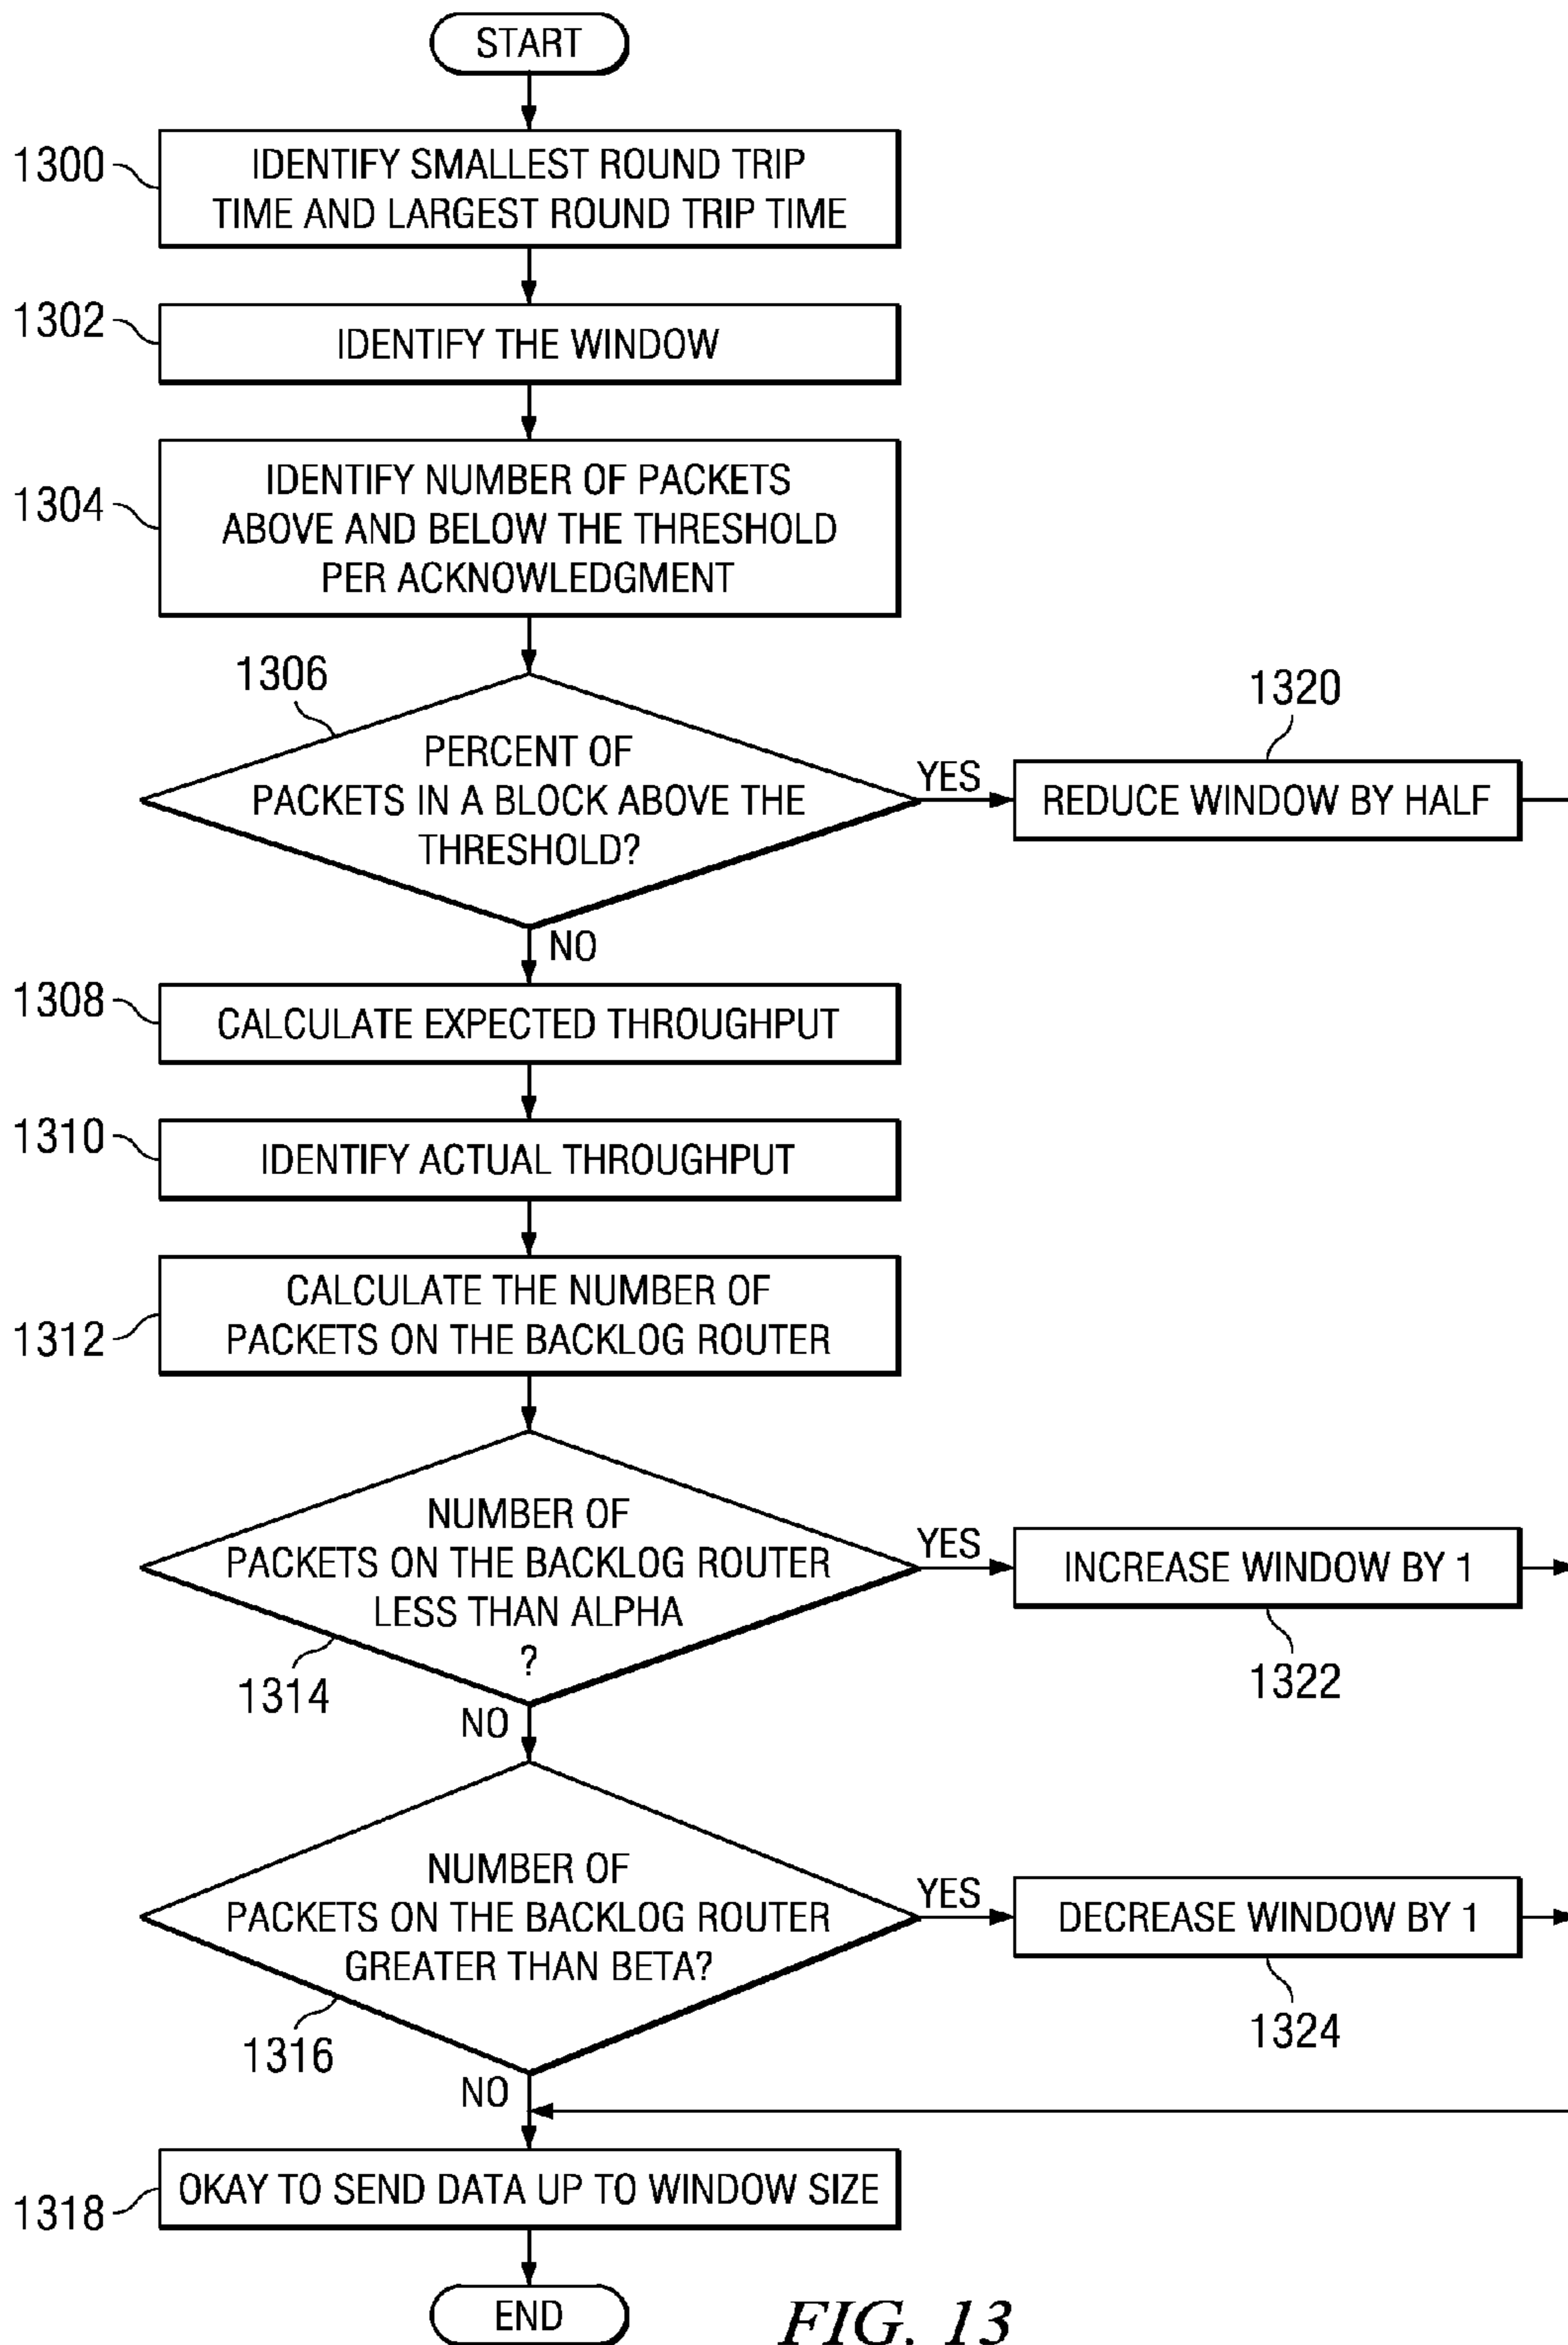 START
1300
IDENTIFY SMALLEST ROUND TRIP
TIME AND LARGEST ROUND TRIP TIME
1302
IDENTIFY THE WINDOW
1304
IDENTIFY NUMBER OF PACKETS
ABOVE AND BELOW THE THRESHOLD
PER ACKNOWLEDGMENT
1306
PERCENT OF
PACKETS IN A BLOCK ABOVE THE
THRESHOLD?
YES
1320
REDUCE WINDOW BY HALF
NO
1308
CALCULATE EXPECTED THROUGHPUT
1310
IDENTIFY ACTUAL THROUGHPUT
1312
CALCULATE THE NUMBER OF
PACKETS ON THE BACKLOG ROUTER
NUMBER OF
PACKETS ON THE BACKLOG ROUTER
LESS THAN ALPHA
?
1314
YES
INCREASE WINDOW BY 1
1322
NO
NUMBER OF
PACKETS ON THE BACKLOG ROUTER
GREATER THAN BETA?
1316
YES
DECREASE WINDOW BY 1
1324
NO
1318
OKAY TO SEND DATA UP TO WINDOW SIZE
END
FIG. 13